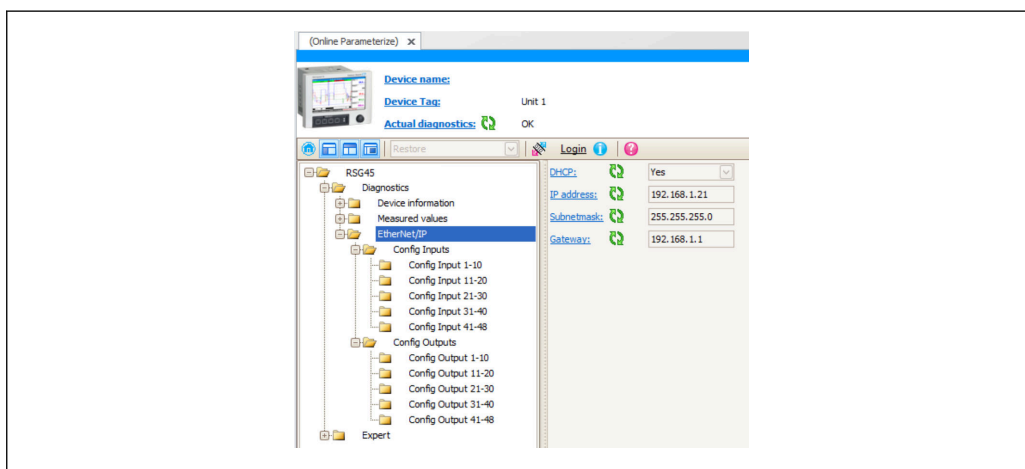 (Online Parameterize) X
Device name:
Device Tag: Unit 1
Actual diagnostics: OK
Restore Login
RSG45
Diagnostics
Device information
Measured values
EtherNet/IP
Config Inputs
Config Input 1-10
Config Input 11-20
Config Input 21-30
Config Input 31-40
Config Input 41-48
Config Outputs
Config Output 1-10
Config Output 11-20
Config Output 21-30
Config Output 31-40
Config Output 41-48
Expert
DHCP: Yes
IP address: 192.168.1.21
Subnetmask: 255.255.255.0
Gateway: 192.168.1.1